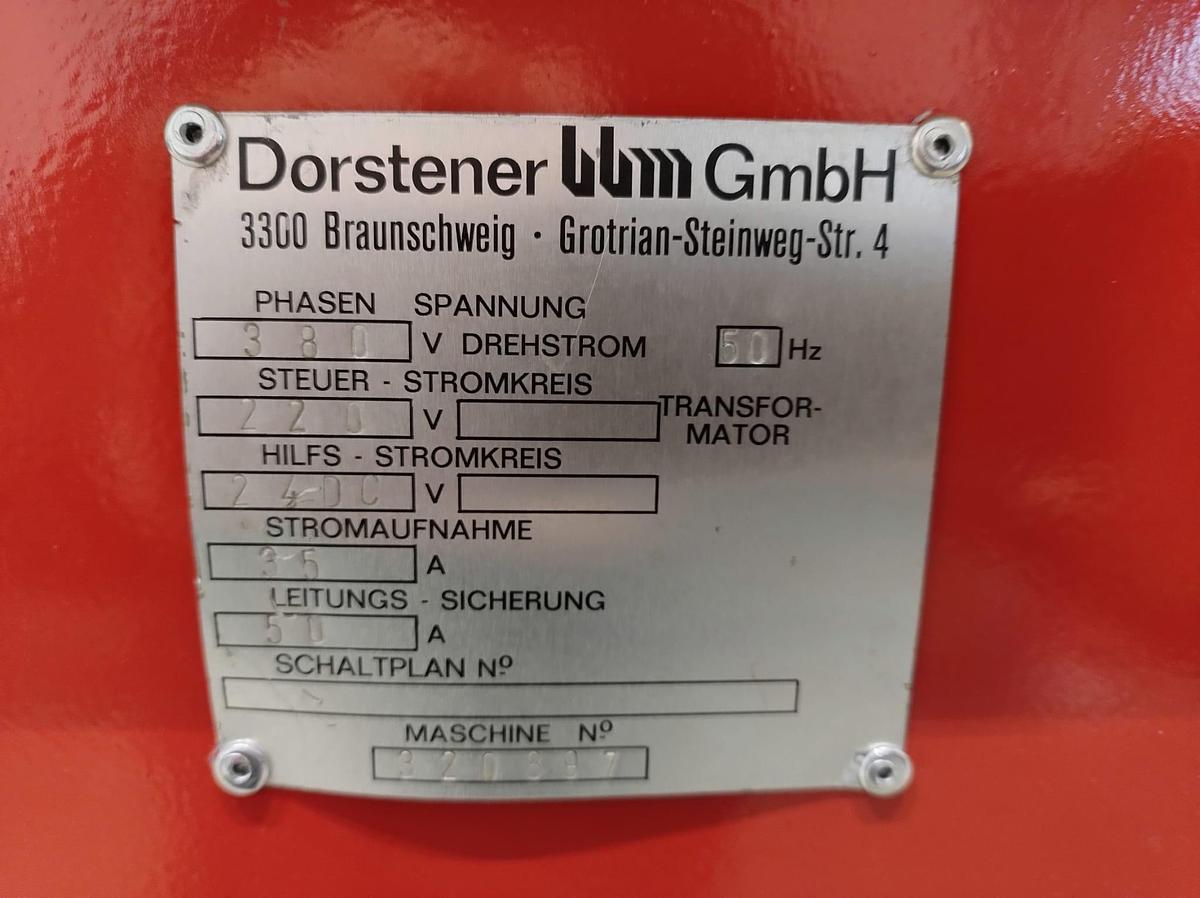 Dorstener bbm GmbH
3300 Braunschweig · Grotrian-Steinweg-Str. 4
PHASEN SPANNUNG
380 V DREHSTROM 50 Hz
STEUER - STROMKREIS
220 V TRANSFOR-
MATOR
HILFS - STROMKREIS
24DC V
STROMAUFNAHME
35 A
LEITUNGS - SICHERUNG
50 A
SCHALTPLAN Nº
MASCHINE Nº